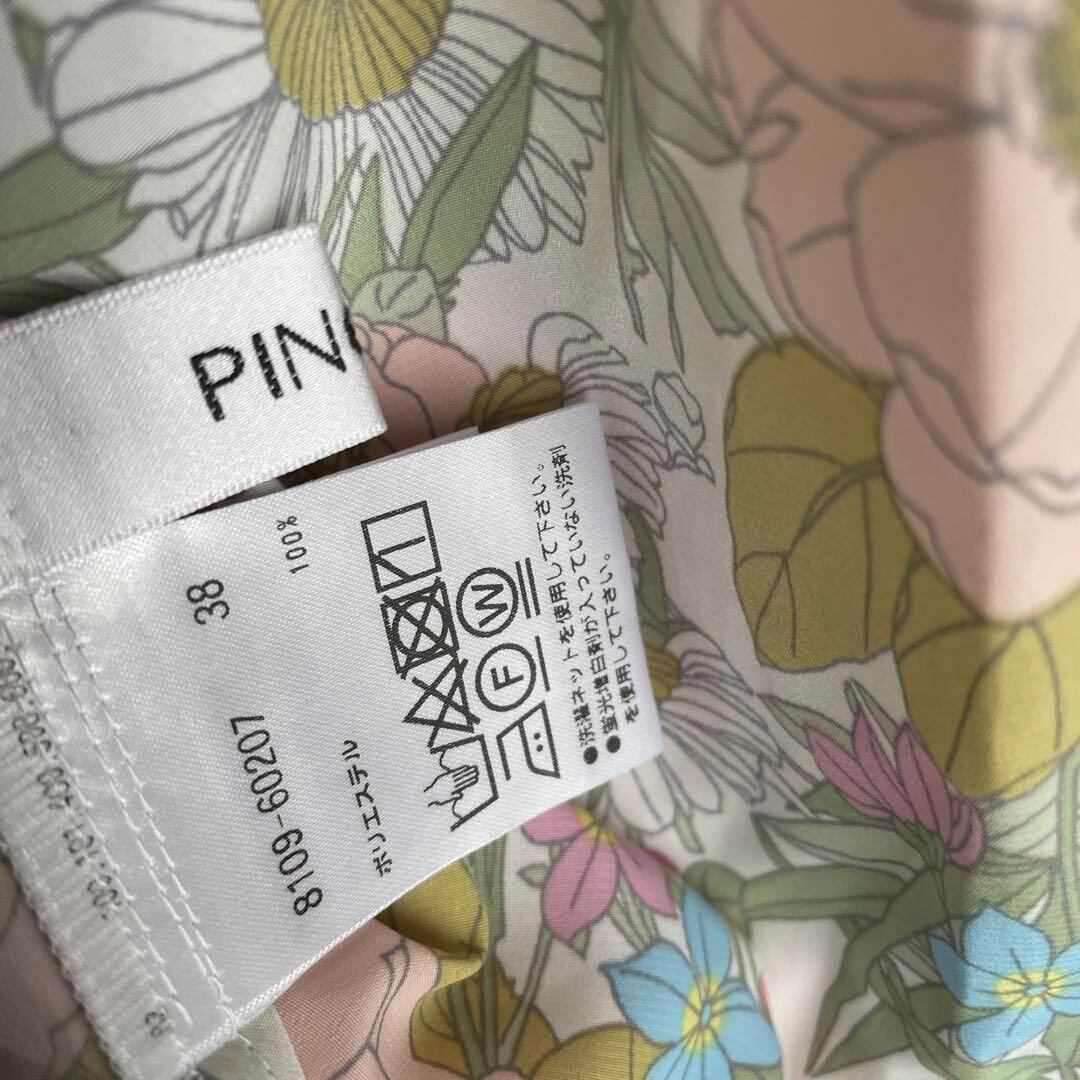 PIN
8109-60207 38
ポリエステル 100%
W
F
●洗濯ネットを使用して下さい。
●蛍光増白剤が入っていない洗剤
を使用して下さい。